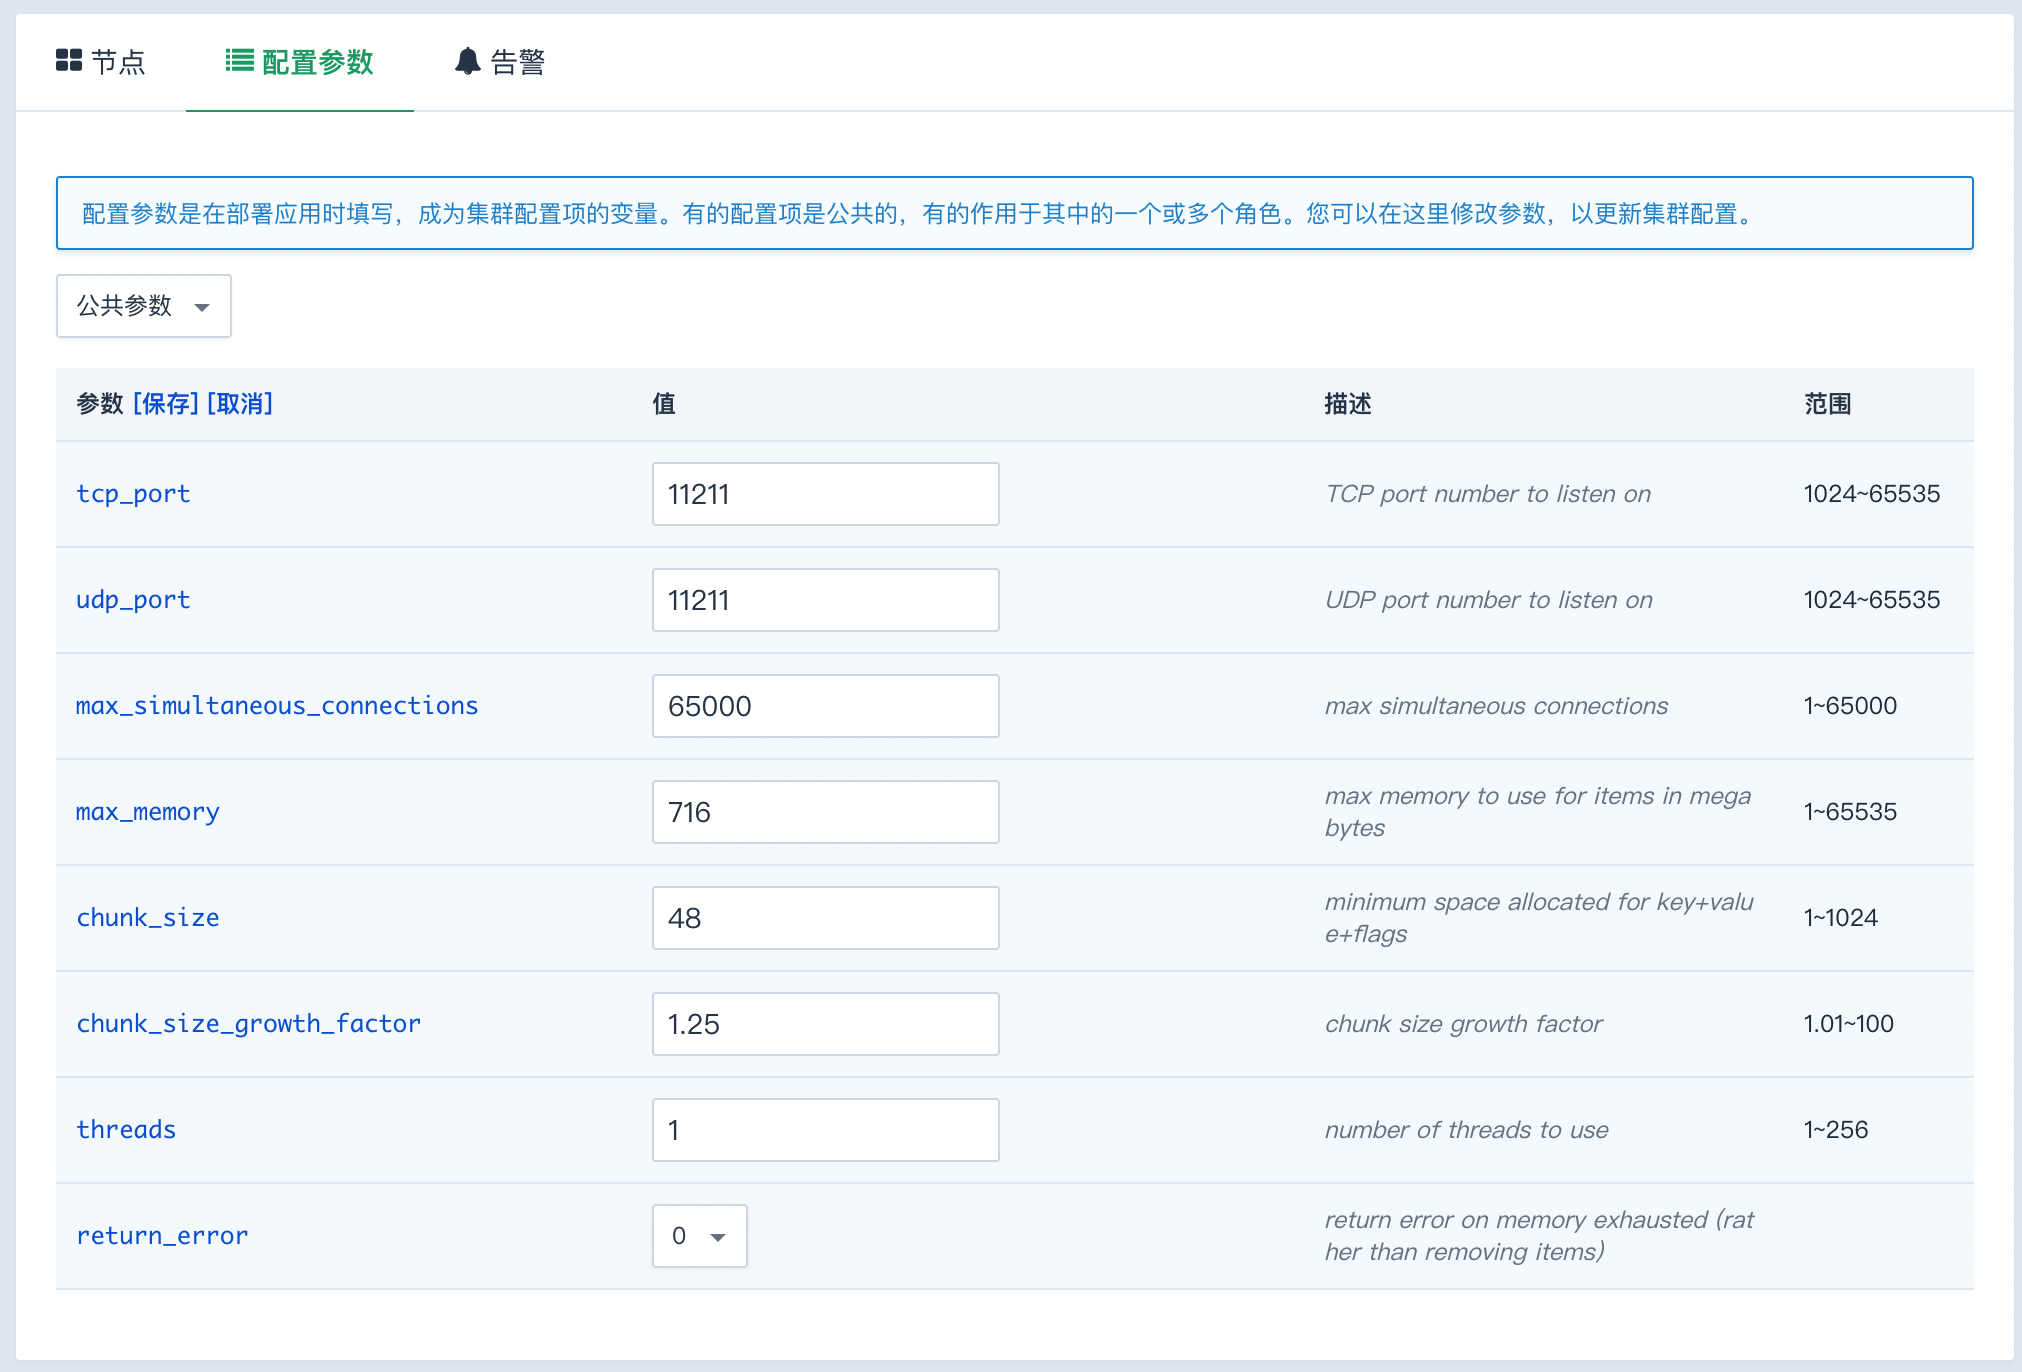 节点 配置参数 告警
配置参数是在部署应用时填写，成为集群配置项的变量。有的配置项是公共的，有的作用于其中的一个或多个角色。您可以在这里修改参数，以更新集群配置。
公共参数
参数 [保存] [取消] 值 描述 范围
tcp_port 11211 TCP port number to listen on 1024~65535
udp_port 11211 UDP port number to listen on 1024~65535
max_simultaneous_connections 65000 max simultaneous connections 1~65000
max_memory 716 max memory to use for items in mega
bytes 1~65535
chunk_size 48 minimum space allocated for key+valu
e+flags 1~1024
chunk_size_growth_factor 1.25 chunk size growth factor 1.01~100
threads 1 number of threads to use 1~256
return_error 0 return error on memory exhausted (rat
her than removing items)